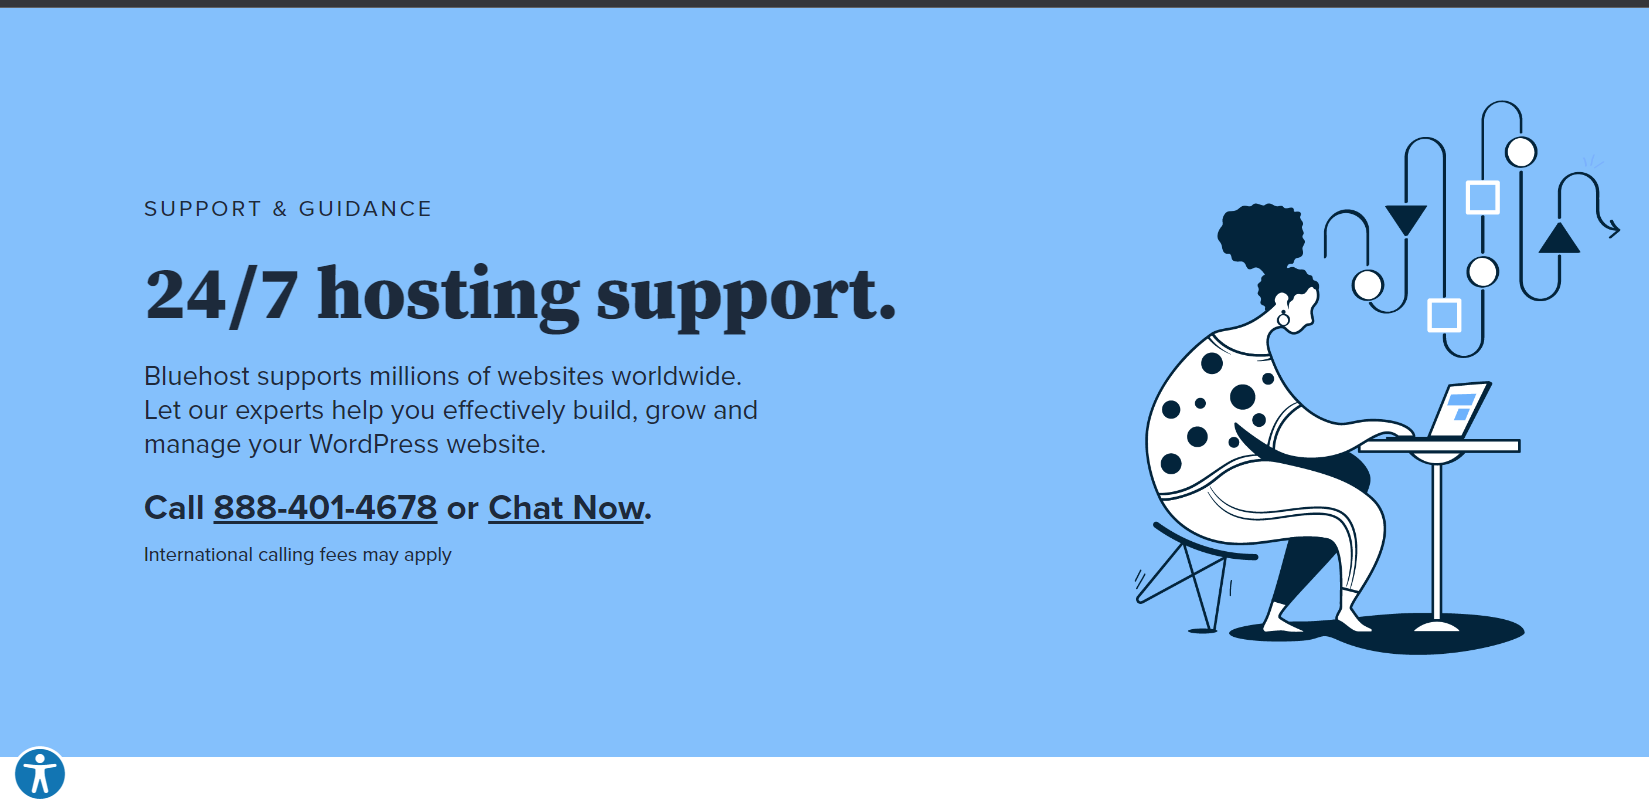 SUPPORT & GUIDANCE
24/7 hosting support.
Bluehost supports millions of websites worldwide.
Let our experts help you effectively build, grow and
manage your WordPress website.
Call 888-401-4678 or Chat Now.
International calling fees may apply